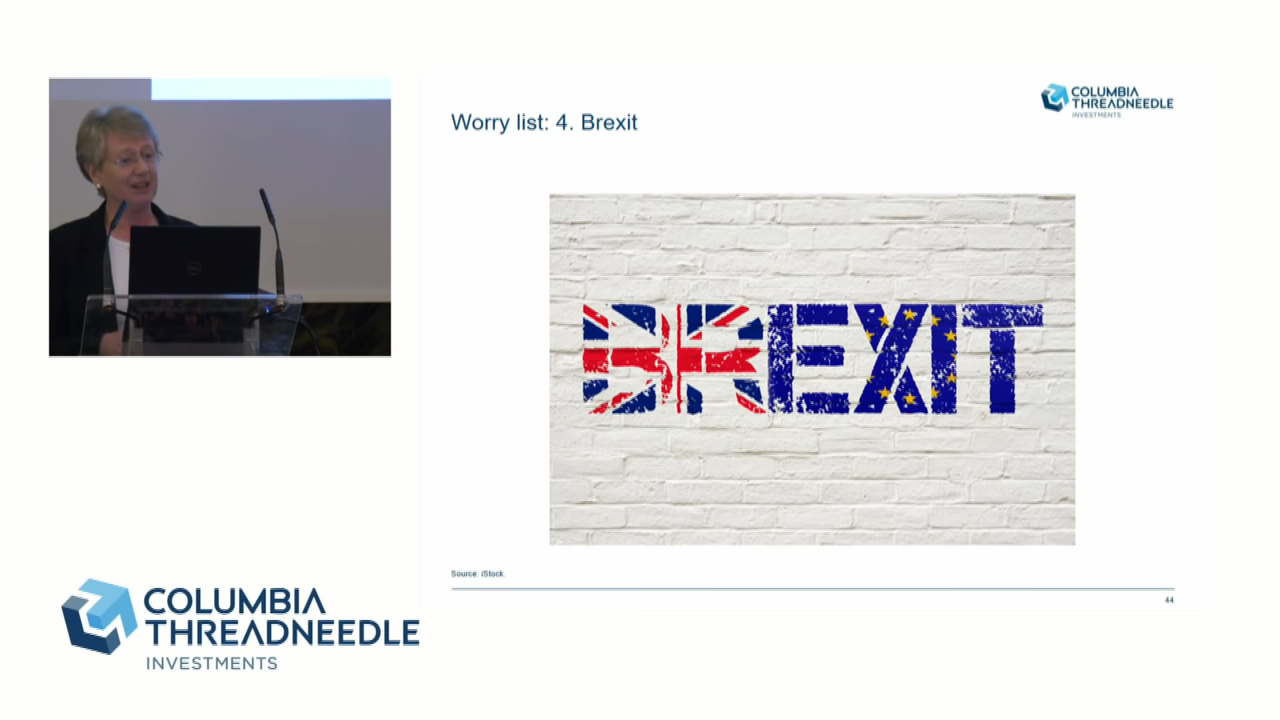 COLUMBIA
THREADNEEDLE
INVESTMENTS
Worry list: 4. Brexit
BREXIT
Source: iStock.
44
COLUMBIA
THREADNEEDLE
INVESTMENTS